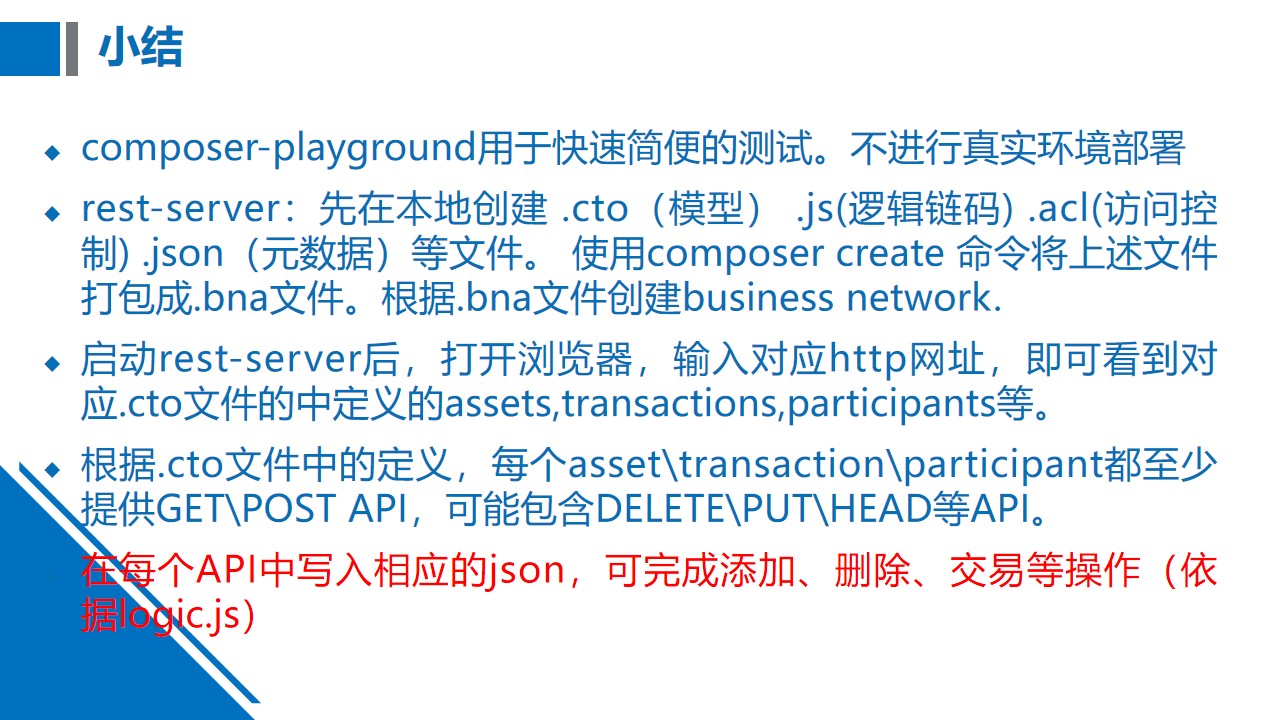 小结
composer-playground用于快速简便的测试。不进行真实环境部署
rest-server：先在本地创建 .cto（模型） .js(逻辑链码) .acl(访问控
制) .json（元数据）等文件。 使用composer create 命令将上述文件
打包成.bna文件。根据.bna文件创建business network.
启动rest-server后，打开浏览器，输入对应http网址，即可看到对
应.cto文件的中定义的assets,transactions,participants等。
根据.cto文件中的定义，每个asset\transaction\participant都至少
提供GET\POST API，可能包含DELETE\PUT\HEAD等API。
在每个API中写入相应的json，可完成添加、删除、交易等操作（依
据logic.js）